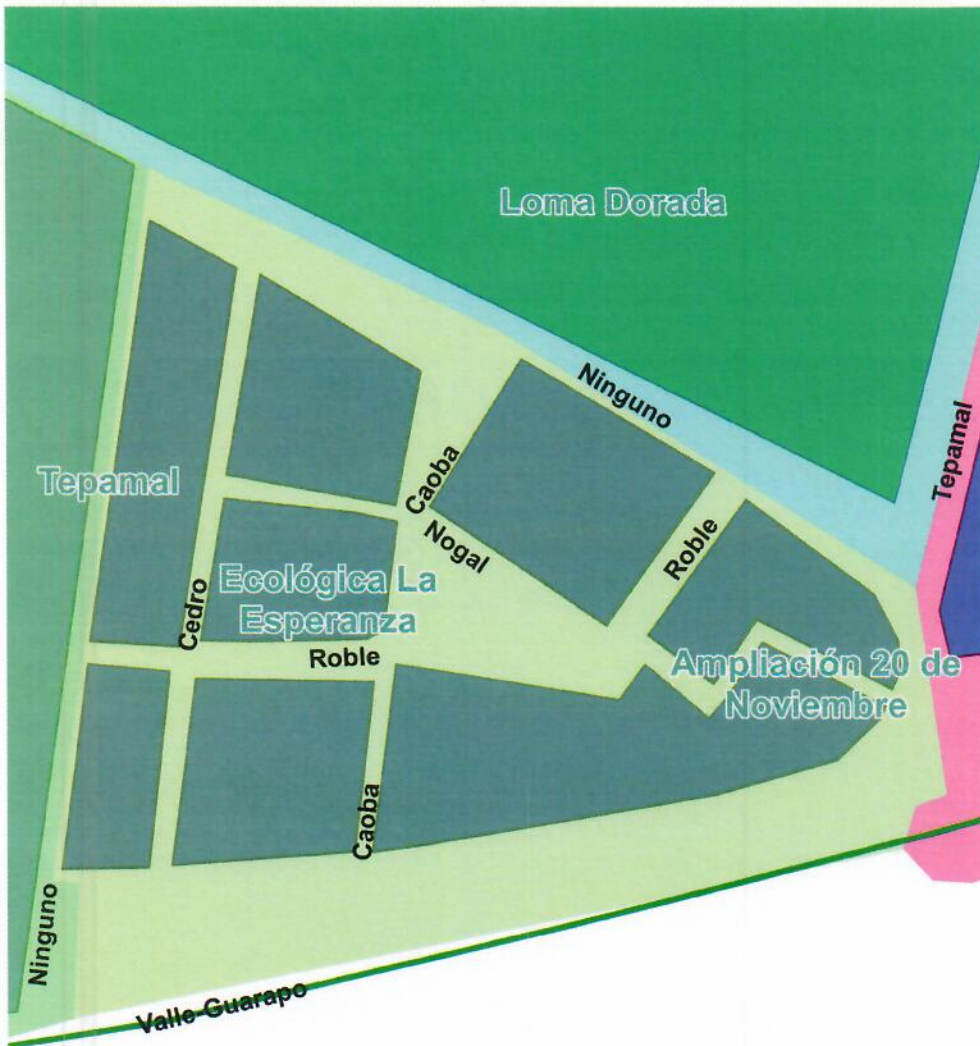 Loma Dorada
Ninguno
Tepamal
Caoba
Tepamal
Nogal
Roble
Ecológica La
Esperanza
Cedro
Roble
Ampliación 20 de
Noviembre
Caoba
Ninguno
Valle-Guarapo